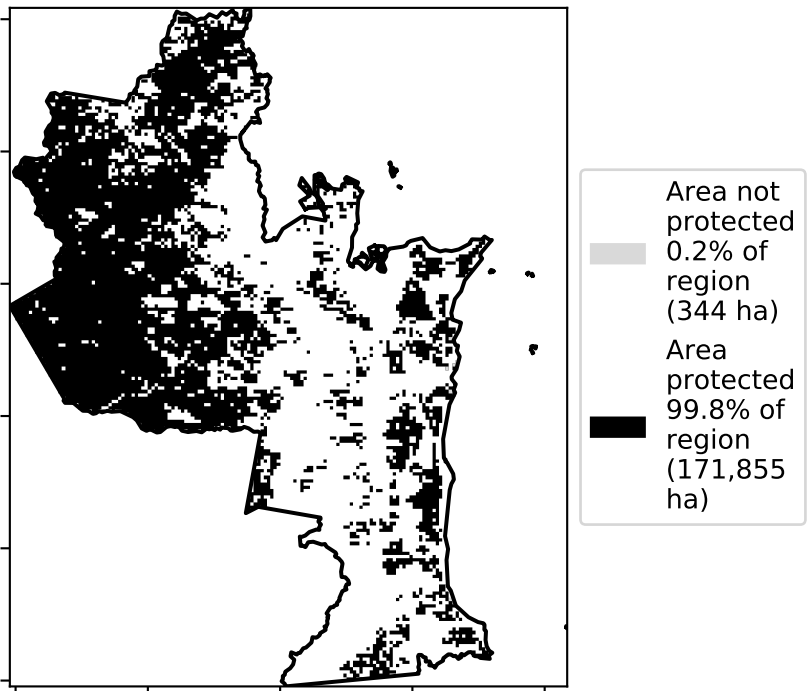 Area not
protected
0.2% of
region
(344 ha)
Area
protected
99.8% of
region
(171,855
ha)